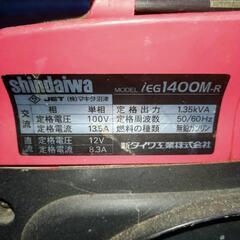 shindaiwa MODEL iEG1400M-R
JET (株)マキタ沼津 定格出力 1.35kVA
交流 相数 単相 定格周波数 50/60Hz
定格電圧 100V 燃料の種類 無鉛ガソリン
定格電流 13.5A
直流 定格電圧 12V 新ダイワ工業株式会社
定格電流 8.3A